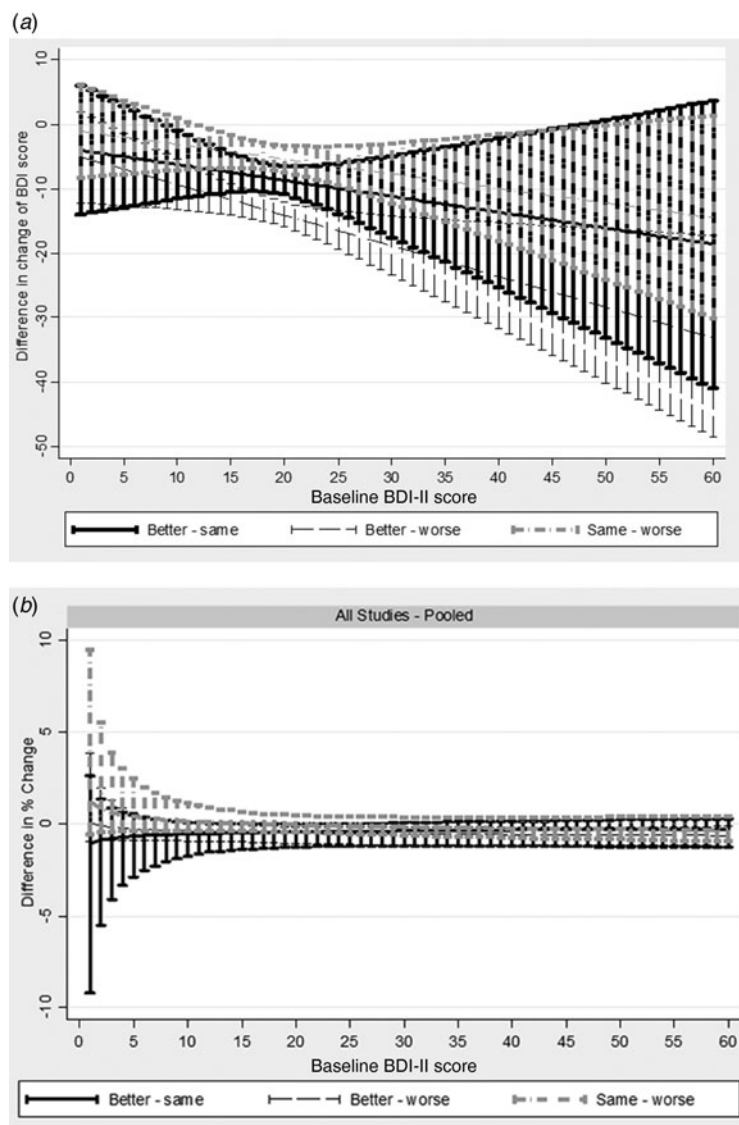 (a)
10
0
-10
-20
-30
-40
-50
Difference in change of BDI score
0 5 10 15 20 25 30 35 40 45 50 55 60
Baseline BDI-II score
Better - same Better - worse Same - worse
(b)
All Studies - Pooled
10
5
0
-5
-10
Difference in % Change
0 5 10 15 20 25 30 35 40 45 50 55 60
Baseline BDI-II score
Better - same Better - worse Same - worse